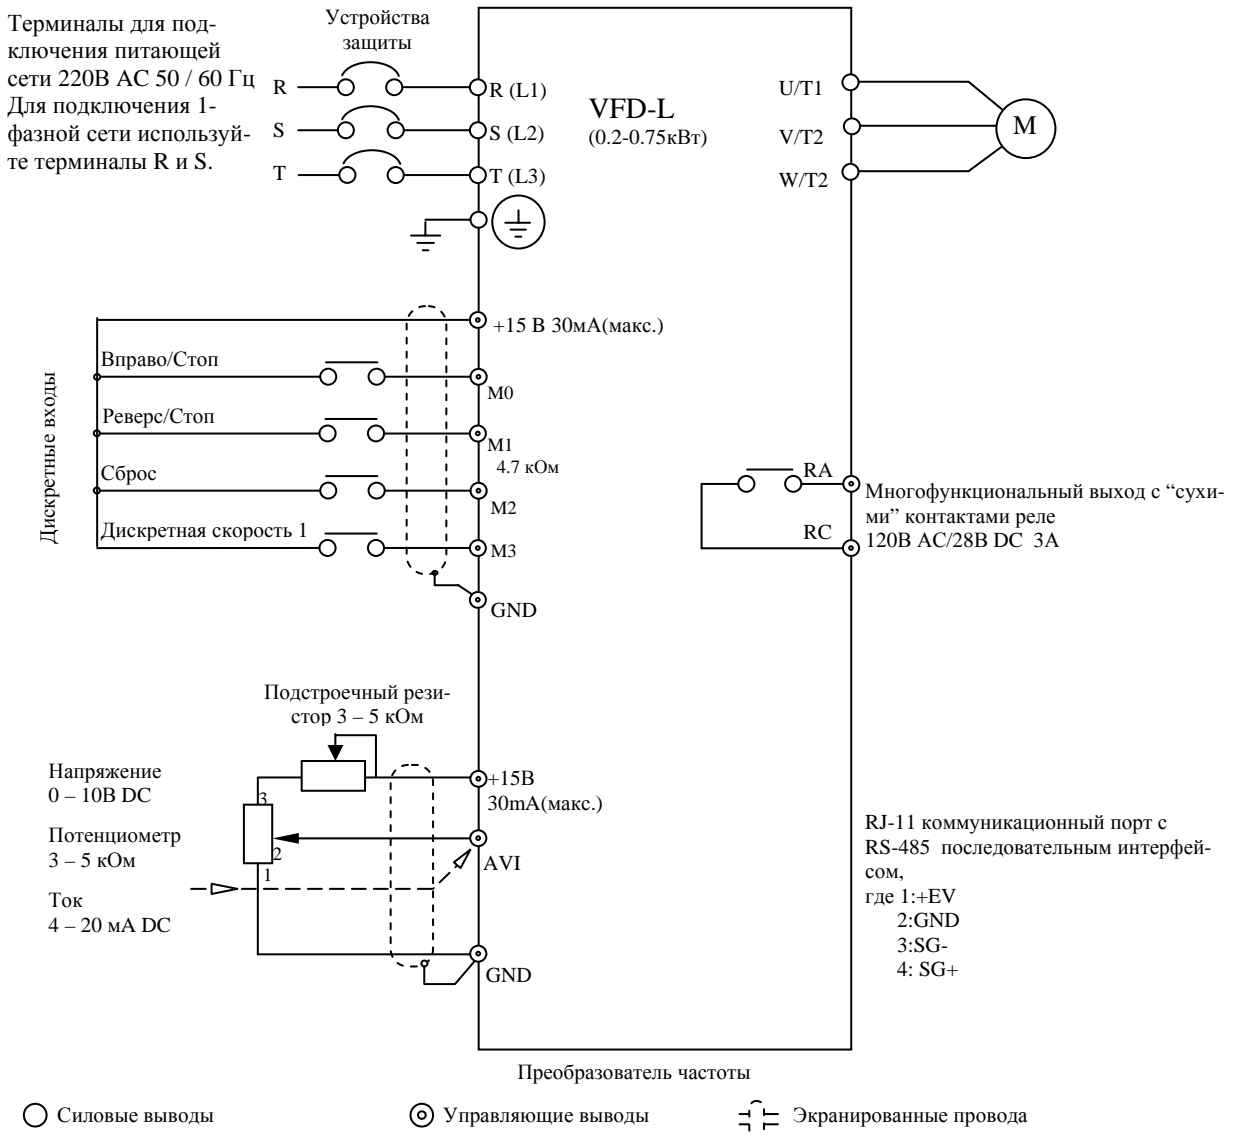 Терминалы для под-
ключения питающей
сети 220В АС 50 / 60 Гц
Для подключения 1-
фазной сети используй-
те терминалы R и S.
Устройства
защиты
R
S
T
R (L1)
S (L2)
T (L3)
VFD-L
(0.2-0.75кВт)
U/T1
V/T2
W/T2
M
+15 В 30мА(макс.)
Дискретные входы
Вправо/Стоп
M0
Реверс/Стоп
M1
4.7 кОм
Сброс
M2
Дискретная скорость 1
M3
GND
RA
RC
Многофункциональный выход с “сухи-
ми” контактами реле
120В AC/28В DC 3А
Подстроечный рези-
стор 3 – 5 кОм
Напряжение
0 – 10В DC
Потенциометр
3 – 5 кОм
Ток
4 – 20 мА DC
3
2
1
+15В
30mA(макс.)
AVI
GND
RJ-11 коммуникационный порт с
RS-485 последовательным интерфей-
сом,
где 1:+EV
2:GND
3:SG-
4: SG+
Преобразователь частоты
Силовые выводы
Управляющие выводы
Экранированные провода